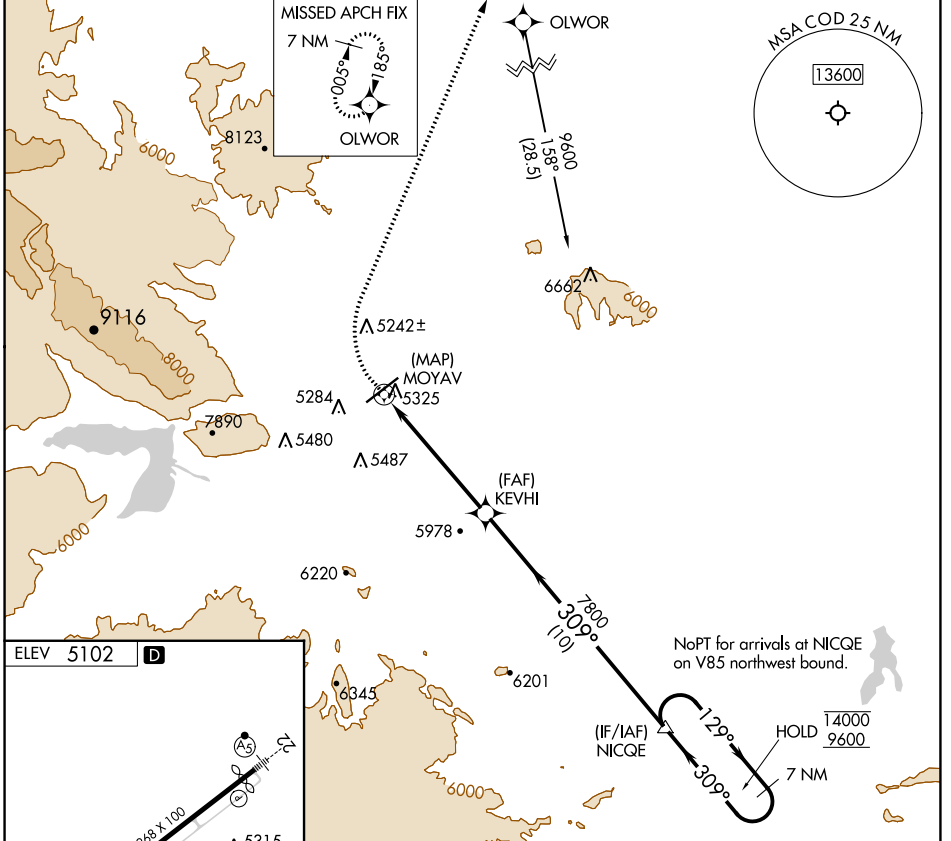 MISSED APCH FIX
7 NM
005°
185°
OLWOR
OLWOR
9600
158°
(28.5)
MSA COD 25 NM
13600
8123
6000
6662
6000
9116
8000
5242±
(MAP)
MOYAV
5325
5284
7890
5480
5487
(FAF)
KEVHI
5978
6000
6220
7800
309°
(10)
NoPT for arrivals at NICQE
on V85 northwest bound.
ELEV 5102 D
6345
6201
(IF/IAF)
NICQE
129°
HOLD
14000
9600
7 NM
309°
6000
A5
22
P
268 X 100
5315